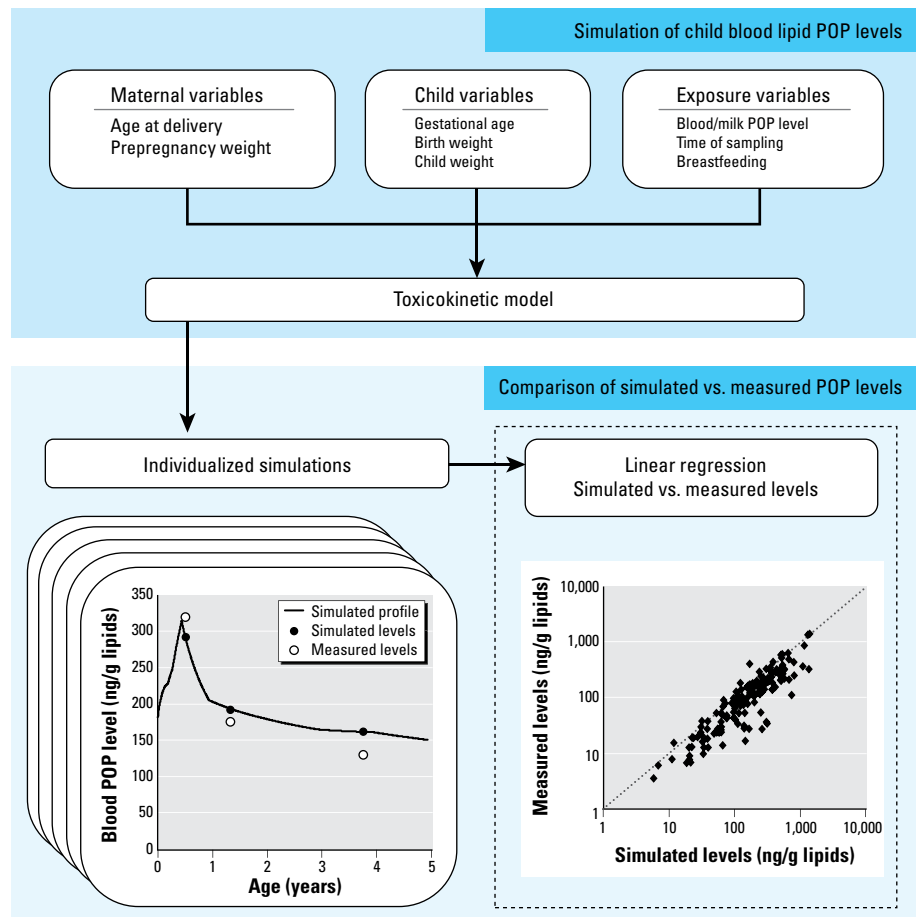 Simulation of child blood lipid POP levels
Maternal variables
Age at delivery
Prepregnancy weight
Child variables
Gestational age
Birth weight
Child weight
Exposure variables
Blood/milk POP level
Time of sampling
Breastfeeding
Toxicokinetic model
Comparison of simulated vs. measured POP levels
Individualized simulations
Linear regression
Simulated vs. measured levels
Blood POP level (ng/g lipids)
350
300
250
200
150
100
50
0
0 1 2 3 4 5
Age (years)
Simulated profile
Simulated levels
Measured levels
Measured levels (ng/g lipids)
10,000
1,000
100
10
1
1 10 100 1,000 10,000
Simulated levels (ng/g lipids)